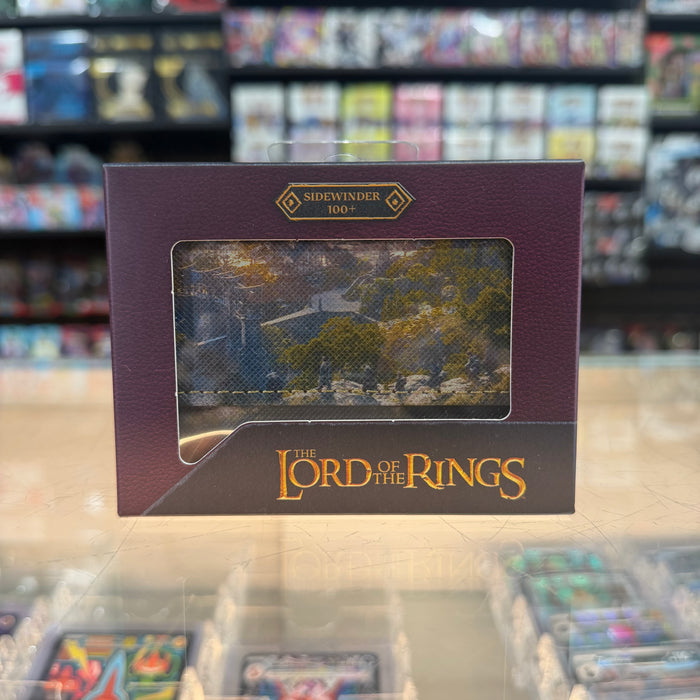 SIDEWINDER
100+
THE LORD OF THE RINGS